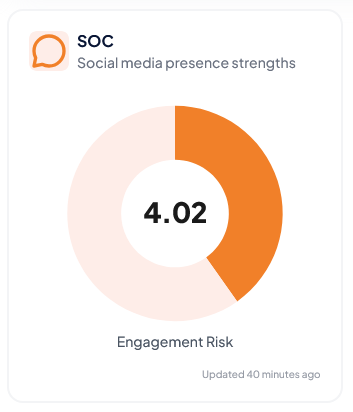 SOC
Social media presence strengths
4.02
Engagement Risk
Updated 40 minutes ago